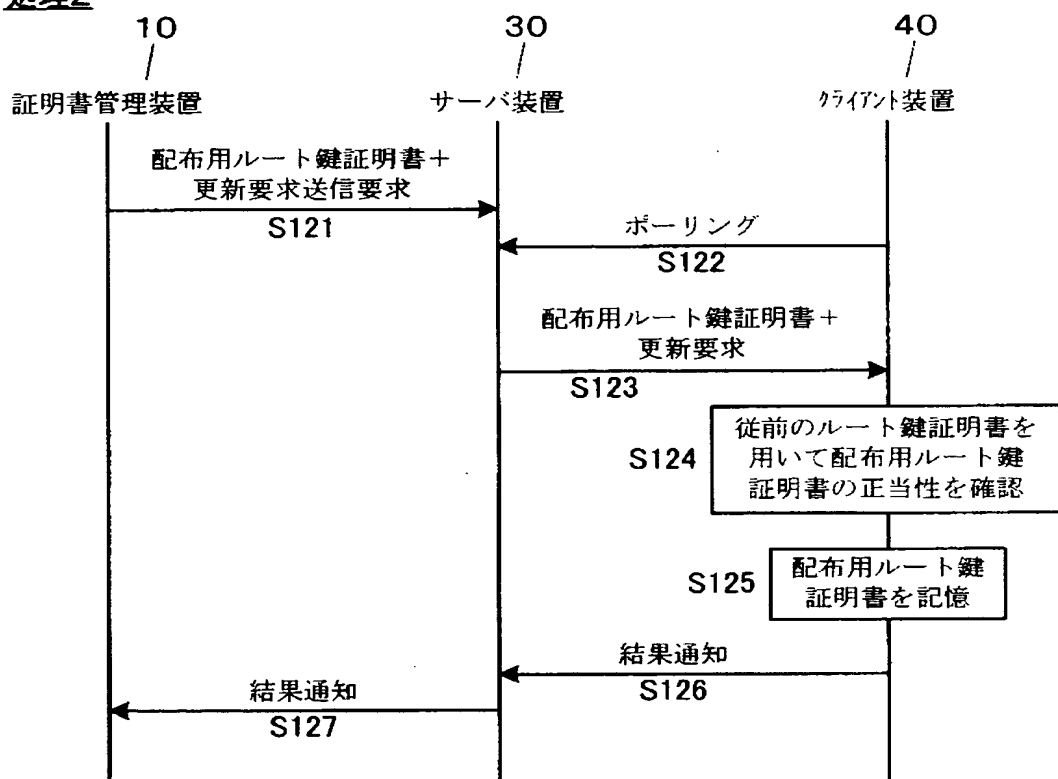 処理2
10
30
40
証明書管理装置
サーバ装置
クライアント装置
配布用ルート鍵証明書＋
更新要求送信要求
S121
ポーリング
S122
配布用ルート鍵証明書＋
更新要求
S123
S124
従前のルート鍵証明書を
用いて配布用ルート鍵
証明書の正当性を確認
S125
配布用ルート鍵
証明書を記憶
結果通知
S126
結果通知
S127